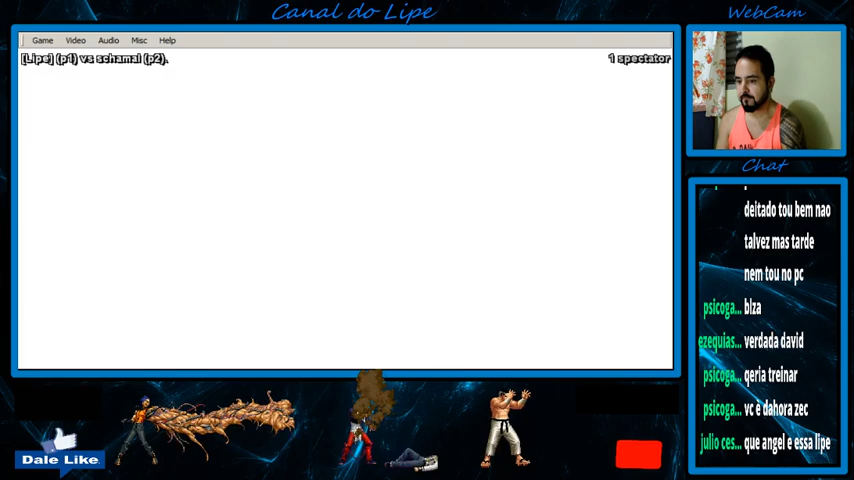 Canal do Lipe
WebCam
Game Video Audio Misc Help
[Lipe] (p1) vs schamal (p2).
1 spectator
Chat
deitado tou bem nao
talvez mas tarde
nem tou no pc
psicoga... blza
ezequias... verdada david
psicoga... qeria treinar
psicoga... vc e dahora zec
julio ces... que angel e essa lipe
Dale Like.